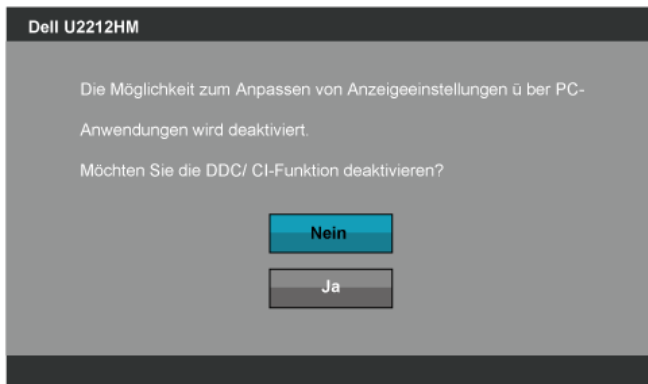 Dell U2212HM
Die Möglichkeit zum Anpassen von Anzeigeeinstellungen ü ber PC-
Anwendungen wird deaktiviert.
Möchten Sie die DDC/ CI-Funktion deaktivieren?
Nein
Ja